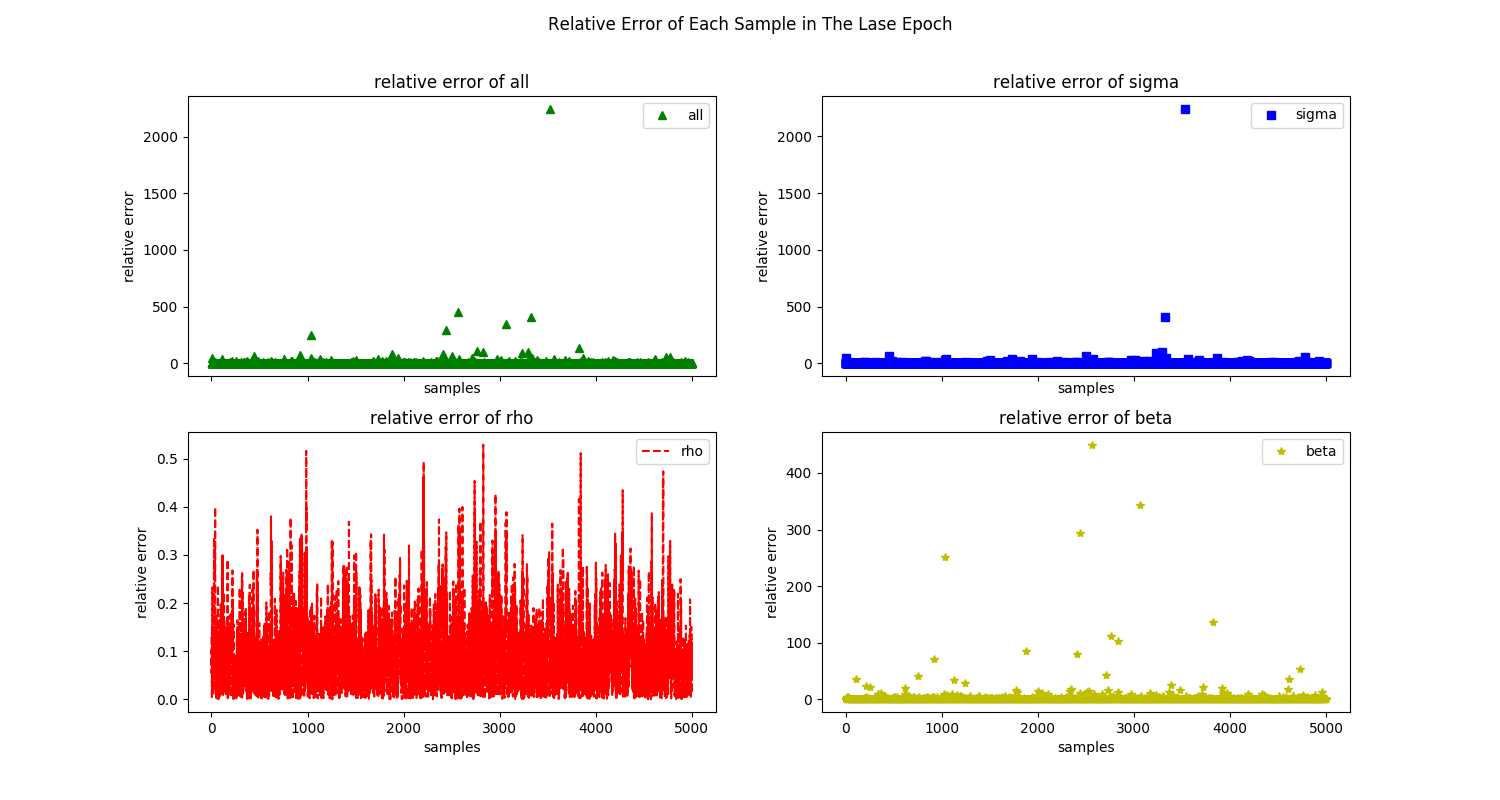 Relative Error of Each Sample in The Lase Epoch
relative error of all
all
2000
1500
1000
500
0
relative error
samples
relative error of sigma
sigma
2000
1500
1000
500
0
relative error
samples
relative error of rho
rho
0.5
0.4
0.3
0.2
0.1
0.0
relative error
0 1000 2000 3000 4000 5000
samples
relative error of beta
beta
400
300
200
100
0
relative error
0 1000 2000 3000 4000 5000
samples